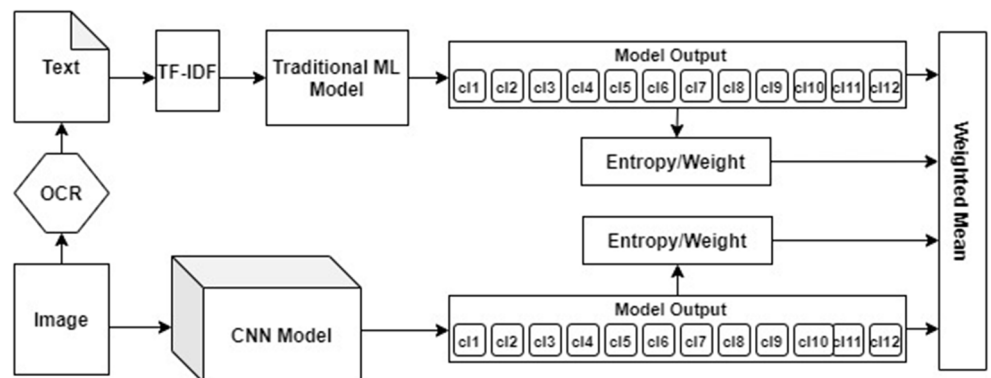 Text
TF-IDF
Traditional ML
Model
Model Output
cl1 cl2 cl3 cl4 cl5 cl6 cl7 cl8 cl9 cl10 cl11 cl12
Entropy/Weight
Weighted Mean
OCR
Entropy/Weight
Image
CNN Model
Model Output
cl1 cl2 cl3 cl4 cl5 cl6 cl7 cl8 cl9 cl10 cl11 cl12